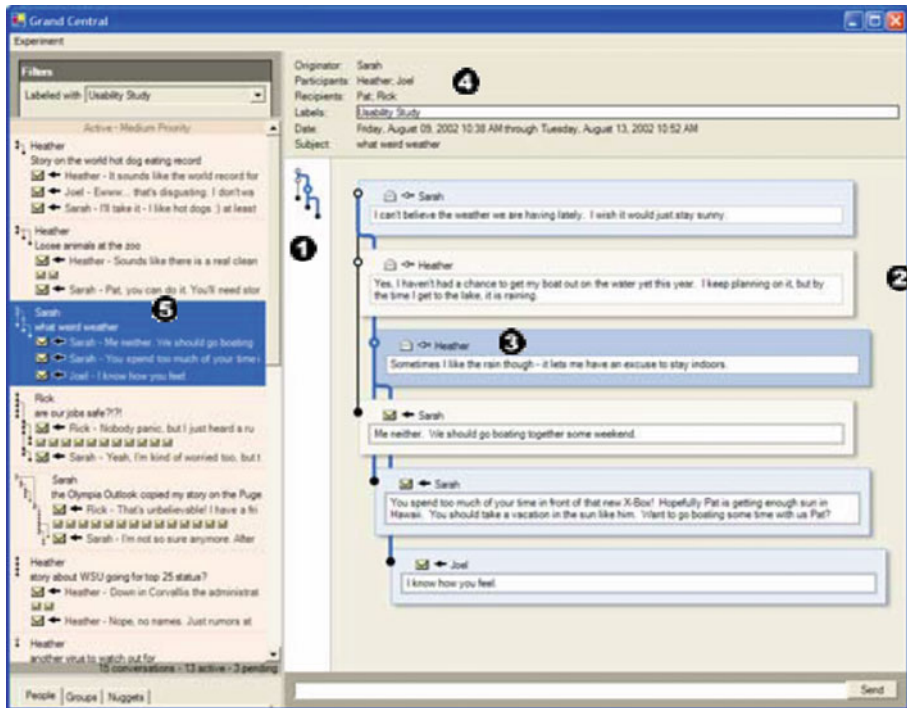 Grand Central
Experiment
Filters
Labeled with Usability Study
Active - Medium Priority
Heather
Story on the world hot dog eating record
Heather - It sounds like the world record for
Joel - Ewww... that's disgusting. I don't wa
Sarah - I'll take it - I like hot dogs :) at least
Heather
Loose animals at the zoo
Heather - Sounds like there is a real clean
Sarah - Pat, you can do it. You'll need stor
5
Sarah
what weird weather
Sarah - Me neither. We should go boating
Sarah - You spend too much of your time i
Joel - I know how you feel.
Rick
are our jobs safe?!?!
Rick - Nobody panic, but I just heard a ru
Sarah - Yeah, I'm kind of worried too, but t
Sarah
the Olympia Outlook copied my story on the Puge
Rick - That's unbelievable! I have a fri
Sarah - I'm not so sure anymore. After
Heather
story about WSU going for top 25 status?
Heather - Down in Corvallis the administrat
Heather - Nope, no names. Just rumors at
Heather
another virus to watch out for
15 conversations - 13 active - 3 pending
People Groups Nuggets
Originator: Sarah
Participants: Heather; Joel
Recipients: Pat; Rick
4
Labels: Usability Study
Date: Friday, August 09, 2002 10:38 AM through Tuesday, August 13, 2002 10:52 AM
Subject: what weird weather
1
2
Sarah
I can't believe the weather we are having lately. I wish it would just stay sunny.
Heather
Yes, I haven't had a chance to get my boat out on the water yet this year. I keep planning on it, but by
the time I get to the lake, it is raining.
Heather
3
Sometimes I like the rain though - it lets me have an excuse to stay indoors.
Sarah
Me neither. We should go boating together some weekend.
Sarah
You spend too much of your time in front of that new X-Box! Hopefully Pat is getting enough sun in
Hawaii. You should take a vacation in the sun like him. Want to go boating some time with us Pat?
Joel
I know how you feel.
Send